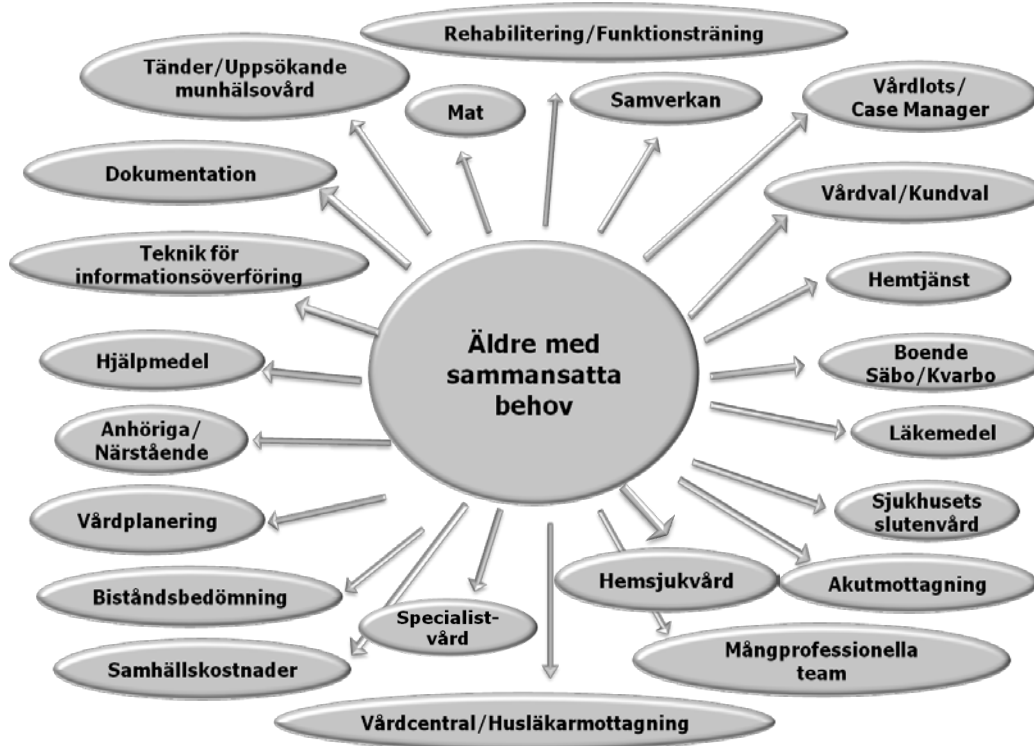 Rehabilitering/Funktionsträning
Tänder/Uppsökande
munhälsovård
Mat
Samverkan
Vårdlots/
Case Manager
Dokumentation
Vårdval/Kundval
Teknik för
informationsöverföring
Hemtjänst
Äldre med
sammansatta
behov
Hjälpmedel
Boende
Säbo/Kvarbo
Anhöriga/
Närstående
Läkemedel
Vårdplanering
Sjukhusets
slutenvård
Biståndsbedömning
Hemsjukvård
Akutmottagning
Specialist-
vård
Samhällskostnader
Mångprofessionella
team
Vårdcentral/Husläkarmottagning